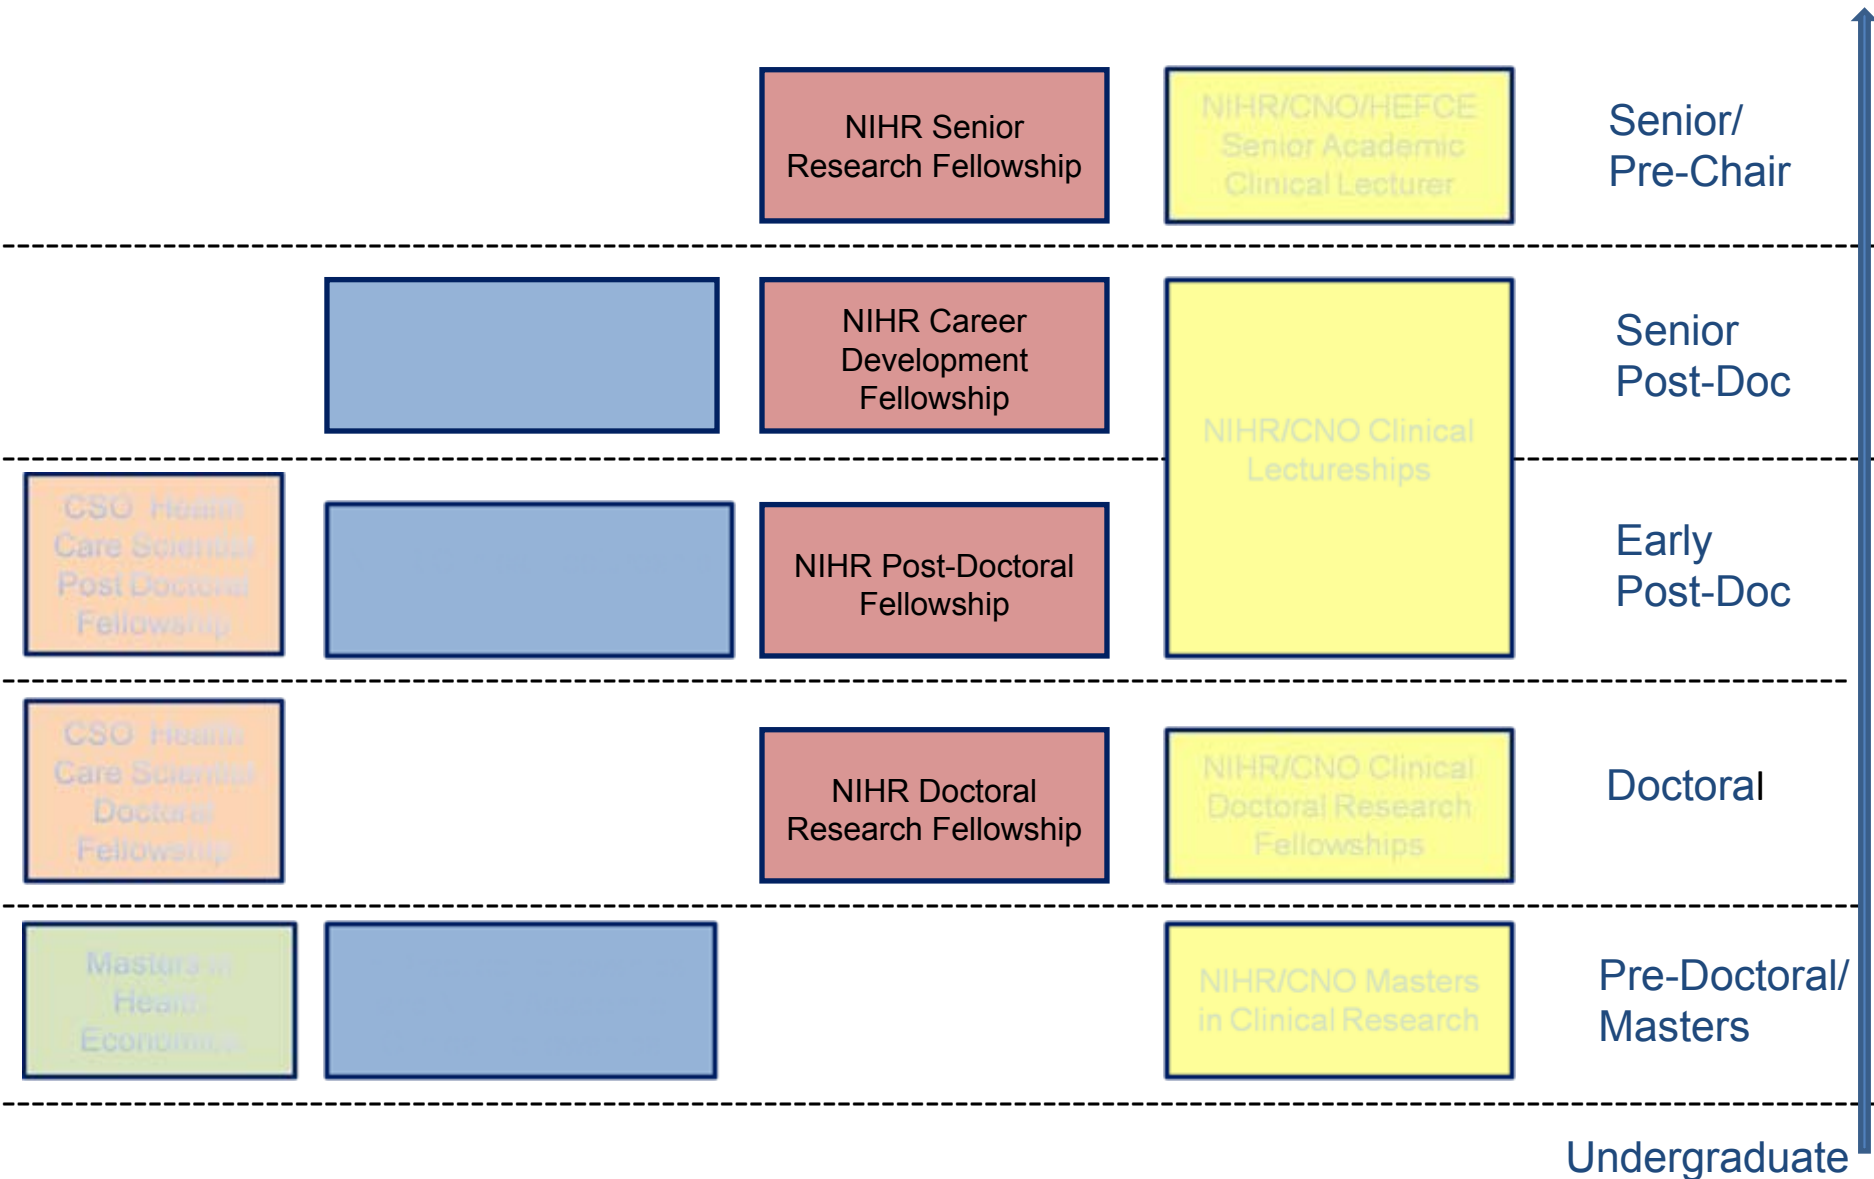 NIHR Senior
Research Fellowship
NIHR/CNO/HEFCE
Senior Academic
Clinical Lecturer
Senior/
Pre-Chair
NIHR Career
Development
Fellowship
NIHR/CNO Clinical
Lectureships
Senior
Post-Doc
CSO Health
Care Scientist
Post Doctoral
Fellowship
NIHR Post-Doctoral
Fellowship
Early
Post-Doc
CSO Health
Care Scientist
Doctoral
Fellowship
NIHR Doctoral
Research Fellowship
NIHR/CNO Clinical
Doctoral Research
Fellowships
Doctoral
Masters in
Health
Economics
NIHR/CNO Masters
in Clinical Research
Pre-Doctoral/
Masters
Undergraduate